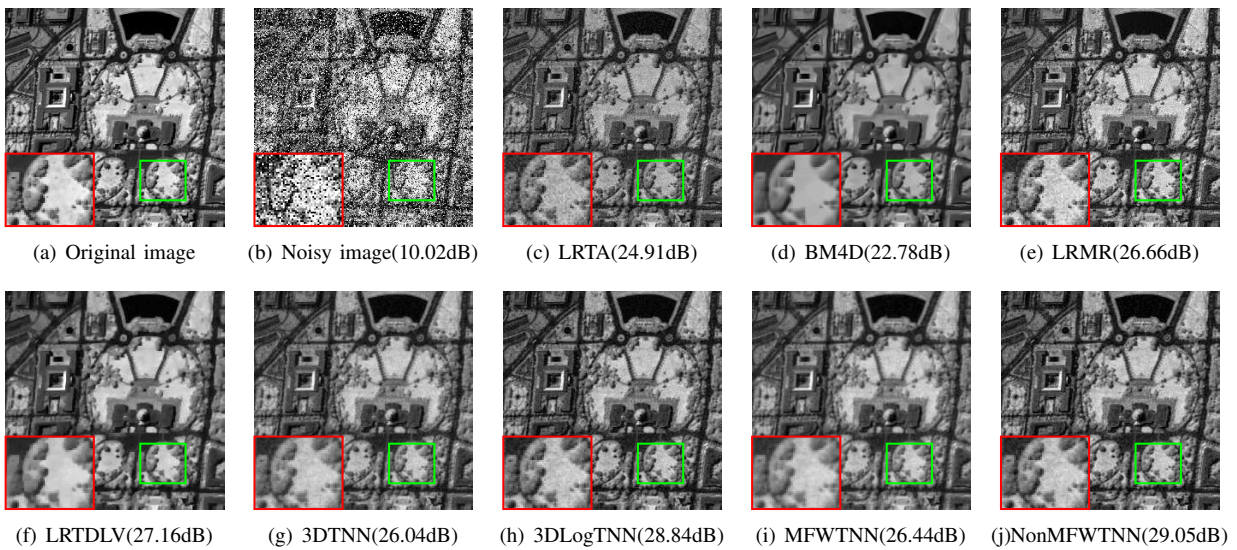 (a) Original image
(b) Noisy image(10.02dB)
(c) LRTA(24.91dB)
(d) BM4D(22.78dB)
(e) LRMR(26.66dB)
(f) LRTDLV(27.16dB)
(g) 3DTNN(26.04dB)
(h) 3DLogTNN(28.84dB)
(i) MFWTNN(26.44dB)
(j)NonMFWTNN(29.05dB)